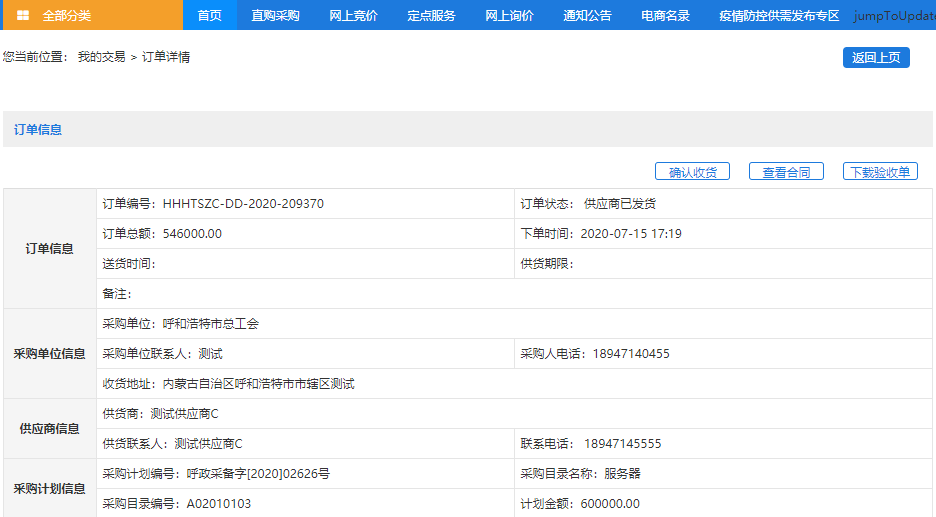 全部分类 首页 直购采购 网上竞价 定点服务 网上询价 通知公告 电商名录 疫情防控供需发布专区 jumpToUpdat
您当前位置： 我的交易 > 订单详情 返回上页
订单信息
确认收货 查看合同 下载验收单
订单信息
订单编号：HHHTSZC-DD-2020-209370 订单状态： 供应商已发货
订单总额：546000.00 下单时间：2020-07-15 17:19
送货时间： 供货期限：
备注：
采购单位信息
采购单位：呼和浩特市总工会
采购单位联系人：测试 采购人电话：18947140455
收货地址：内蒙古自治区呼和浩特市市辖区测试
供应商信息
供货商：测试供应商C
供货联系人：测试供应商C 联系电话： 18947145555
采购计划信息
采购计划编号：呼政采备字[2020]02626号 采购目录名称：服务器
采购目录编号：A02010103 计划金额：600000.00